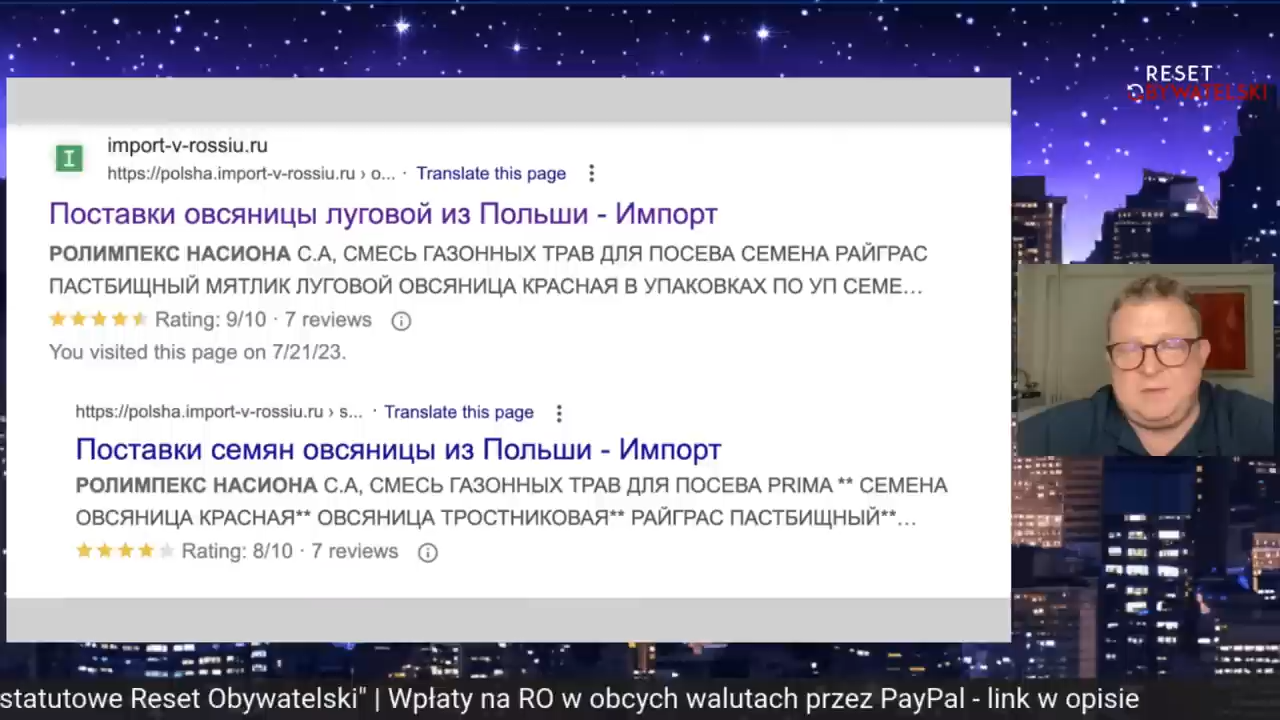 RESET
OBYWATELSKI
import-v-rossiu.ru
https://polsha.import-v-rossiu.ru › o... · Translate this page
Поставки овсяницы луговой из Польши - Импорт
РОЛИМПЕКС НАСИОНА С.А, СМЕСЬ ГАЗОННЫХ ТРАВ ДЛЯ ПОСЕВА СЕМЕНА РАЙГРАС
ПАСТБИЩНЫЙ МЯТЛИК ЛУГОВОЙ ОВСЯНИЦА КРАСНАЯ В УПАКОВКАХ ПО УП СЕМЕ...
Rating: 9/10 · 7 reviews
You visited this page on 7/21/23.
https://polsha.import-v-rossiu.ru › s... · Translate this page
Поставки семян овсяницы из Польши - Импорт
РОЛИМПЕКС НАСИОНА С.А, СМЕСЬ ГАЗОННЫХ ТРАВ ДЛЯ ПОСЕВА PRIMA ** СЕМЕНА
ОВСЯНИЦА КРАСНАЯ** ОВСЯНИЦА ТРОСТНИКОВАЯ** РАЙГРАС ПАСТБИЩНЫЙ**...
Rating: 8/10 · 7 reviews
statutowe Reset Obywatelski" | Wpłaty na RO w obcych walutach przez PayPal - link w opisie